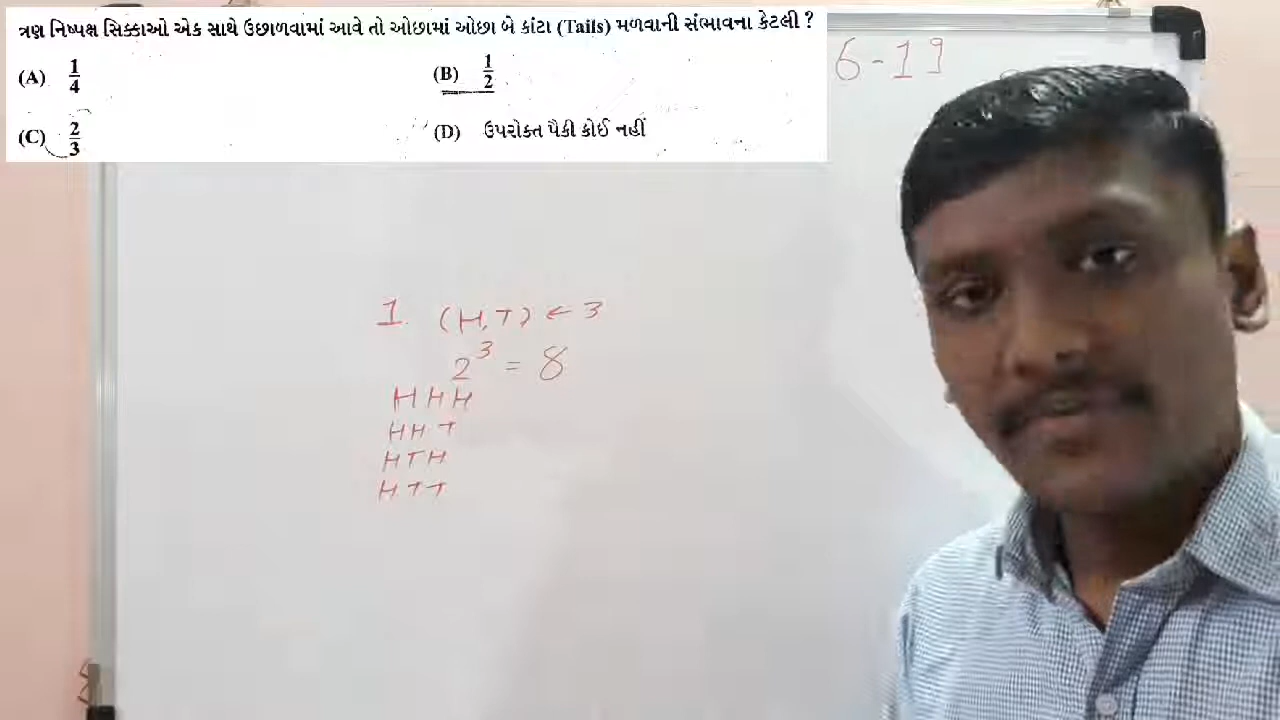 ત્રણ નિષ્પક્ષ સિક્કાઓ એક સાથે ઉછાળવામાં આવે તો ઓછામાં ઓછા બે કાંટા (Tails) મળવાની સંભાવના કેટલી ?
(A) 1/4 (B) 1/2
(C) 2/3 (D) ઉપરોક્ત પૈકી કોઈ નહીં
6-19
1. (H,T) ← 3
2³ = 8
HHH
HHT
HTH
HTT